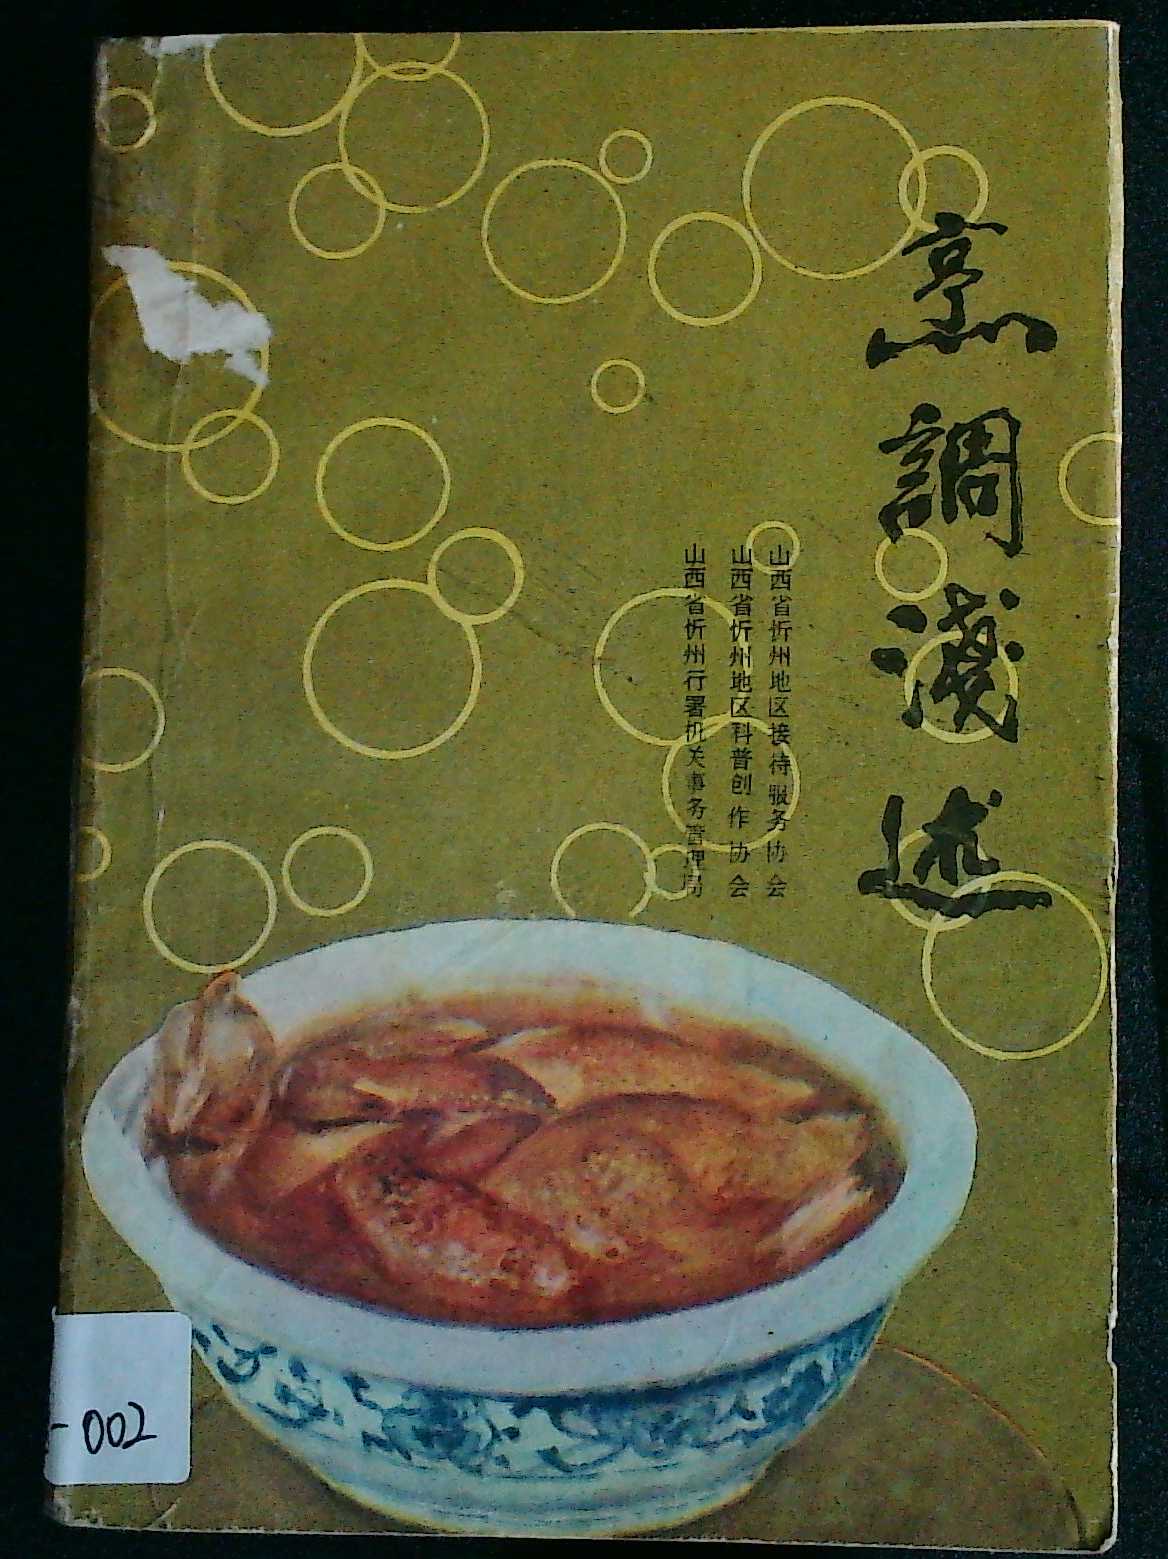 烹調淺述
山西省忻州地区接待服务协会
山西省忻州地区科普创作协会
山西省忻州行署机关事务管理局
-002